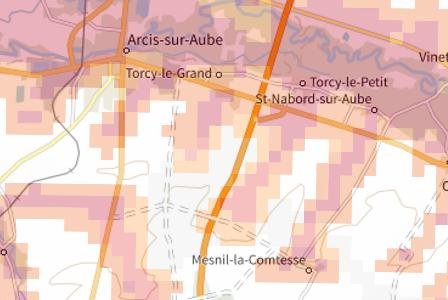 Arcis-sur-Aube
Torcy-le-Grand
Torcy-le-Petit
St-Nabord-sur-Aube
Mesnil-la-Comtesse